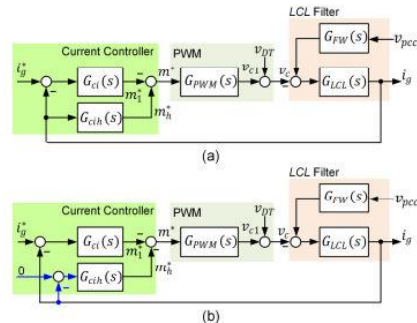 LCL Filter
Current Controller
PWM
G_FW(s)
v_pcc
v_DT
i_g^*
G_ci(s)
m^*
G_PWM(s)
v_c1
v_c
G_LCL(s)
i_g
m_1^*
G_cih(s)
m_h^*
(a)
LCL Filter
Current Controller
PWM
G_FW(s)
v_pcc
v_DT
i_g^*
G_ci(s)
m^*
G_PWM(s)
v_c1
v_c
G_LCL(s)
i_g
m_1^*
0
G_cih(s)
m_h^*
(b)